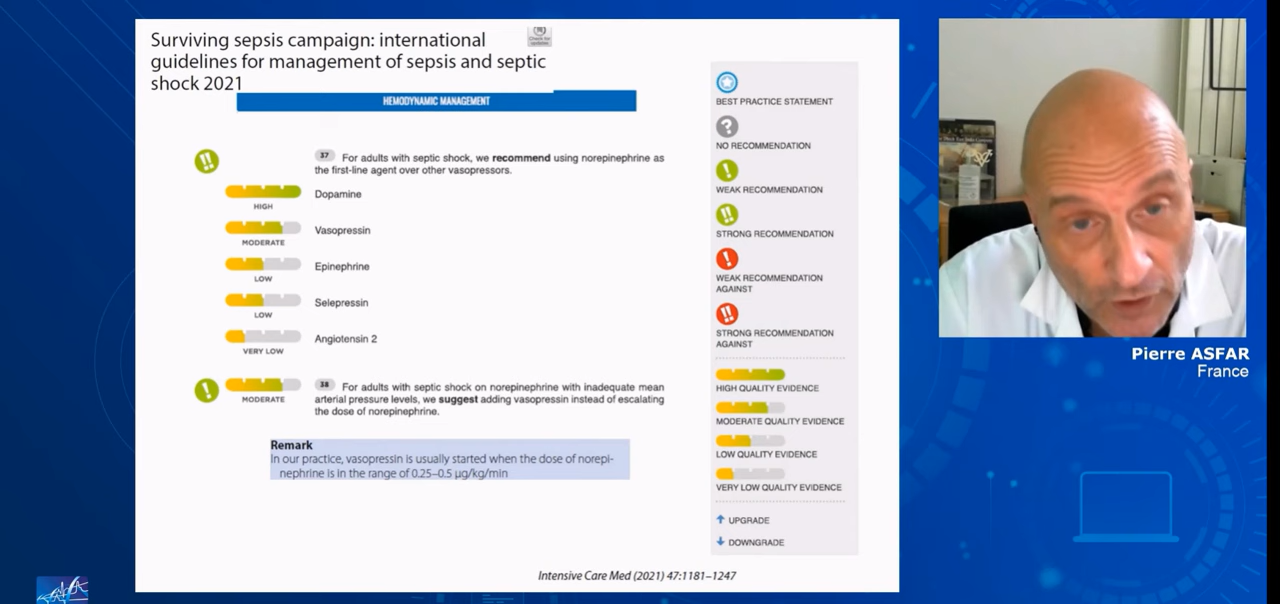 Surviving sepsis campaign: international
guidelines for management of sepsis and septic
shock 2021
Check for
updates
HEMODYNAMIC MANAGEMENT
37 For adults with septic shock, we recommend using norepinephrine as
the first-line agent over other vasopressors.
Dopamine
HIGH
Vasopressin
MODERATE
Epinephrine
LOW
Selepressin
LOW
Angiotensin 2
VERY LOW
38 For adults with septic shock on norepinephrine with inadequate mean
arterial pressure levels, we suggest adding vasopressin instead of escalating
the dose of norepinephrine.
MODERATE
Remark
In our practice, vasopressin is usually started when the dose of norepi-
nephrine is in the range of 0.25–0.5 μg/kg/min
Intensive Care Med (2021) 47:1181–1247
BEST PRACTICE STATEMENT
?
NO RECOMMENDATION
!
WEAK RECOMMENDATION
!!
STRONG RECOMMENDATION
!
WEAK RECOMMENDATION
AGAINST
!!
STRONG RECOMMENDATION
AGAINST
HIGH QUALITY EVIDENCE
MODERATE QUALITY EVIDENCE
LOW QUALITY EVIDENCE
VERY LOW QUALITY EVIDENCE
UPGRADE
DOWNGRADE
Pierre ASFAR
France